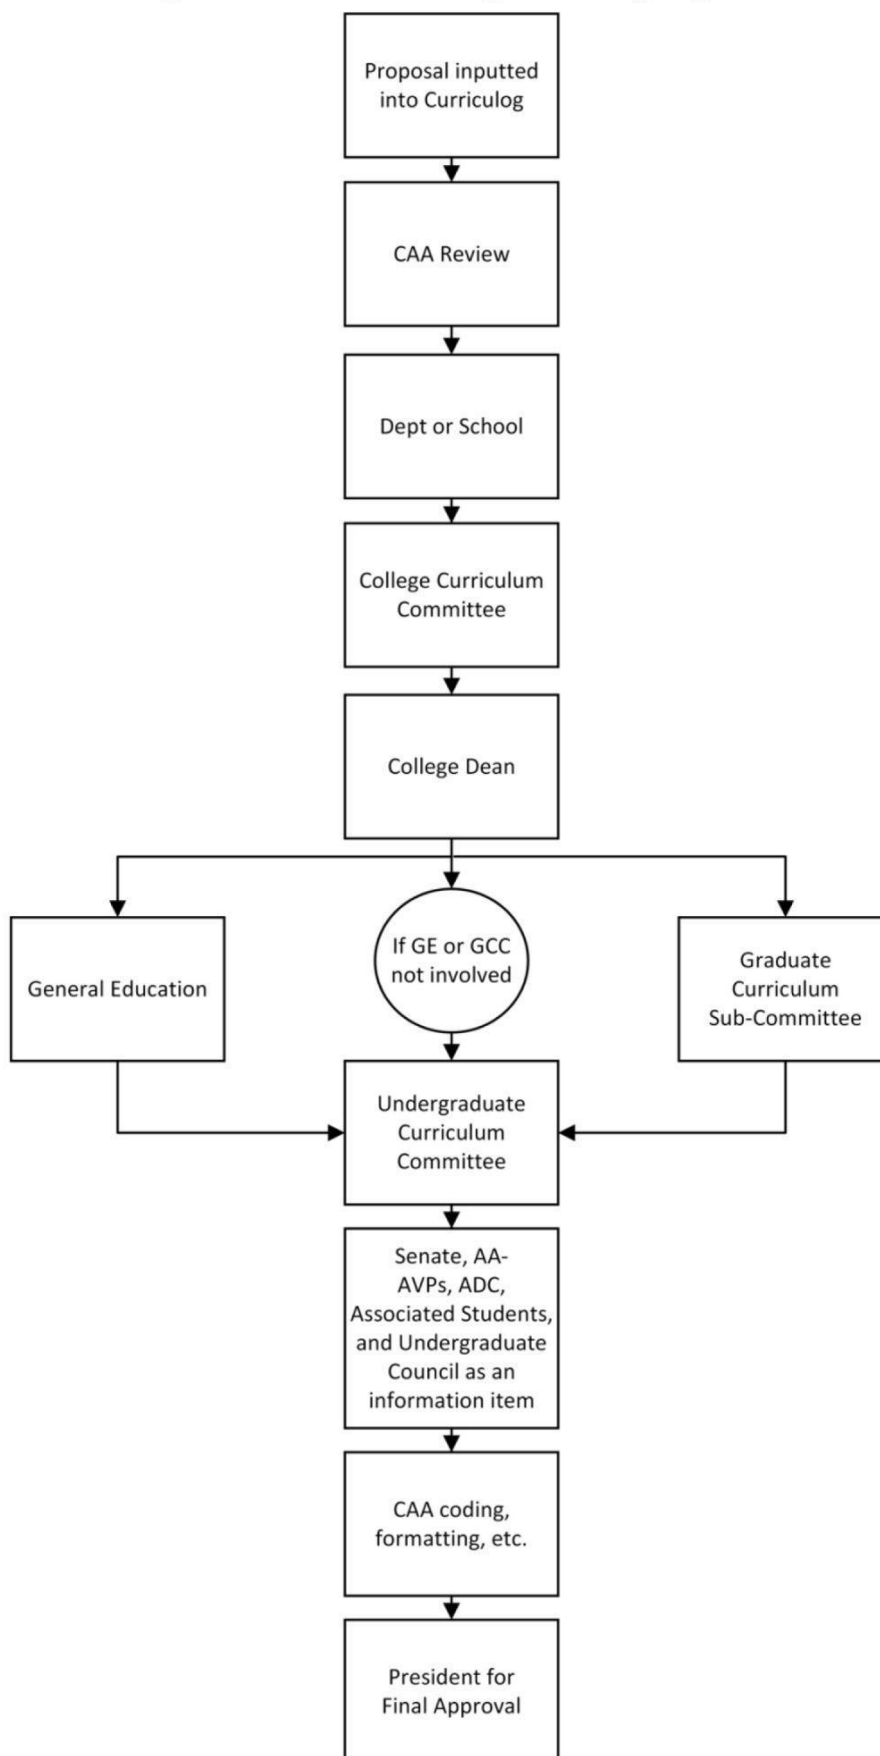 Proposal inputted
into Curriculog
CAA Review
Dept or School
College Curriculum
Committee
College Dean
General Education
If GE or GCC
not involved
Graduate
Curriculum
Sub-Committee
Undergraduate
Curriculum
Committee
Senate, AA-
AVPs, ADC,
Associated Students,
and Undergraduate
Council as an
information item
CAA coding,
formatting, etc.
President for
Final Approval